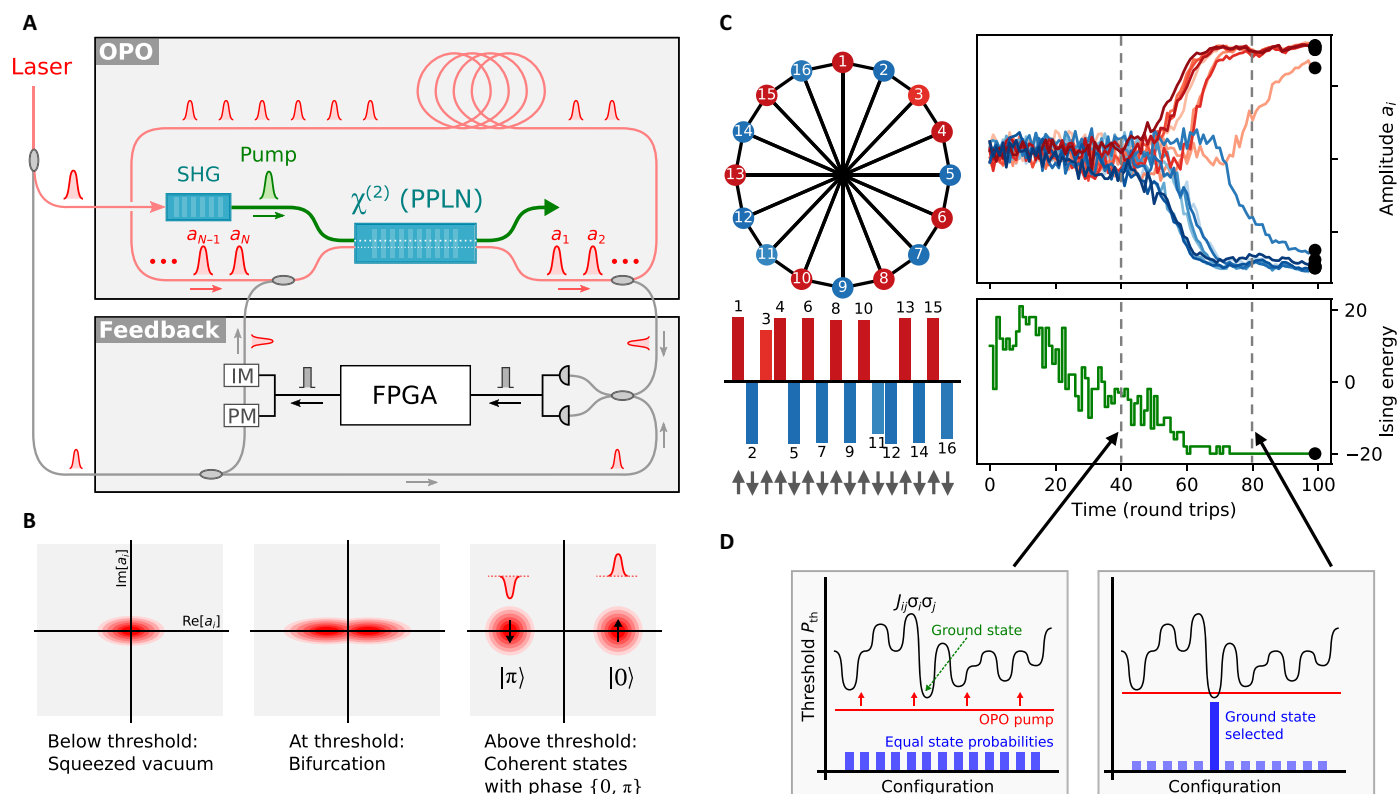 A
OPO
Laser
Pump
SHG
χ(2) (PPLN)
aN–1 aN
a1 a2
Feedback
IM
FPGA
PM
B
Im[ai]
Re[ai]
|π⟩ |0⟩
Below threshold:
Squeezed vacuum
At threshold:
Bifurcation
Above threshold:
Coherent states
with phase {0, π}
C
1
2
3
4
5
6
7
8
9
10
11
12
13
14
15
16
1 3 4 6 8 10 13 15
2 5 7 9 11 12 14 16
Amplitude ai
20
0
−20
Ising energy
0 20 40 60 80 100
Time (round trips)
D
Threshold Pth
Jijσiσj
Ground state
OPO pump
Equal state probabilities
Configuration
Ground state
selected
Configuration